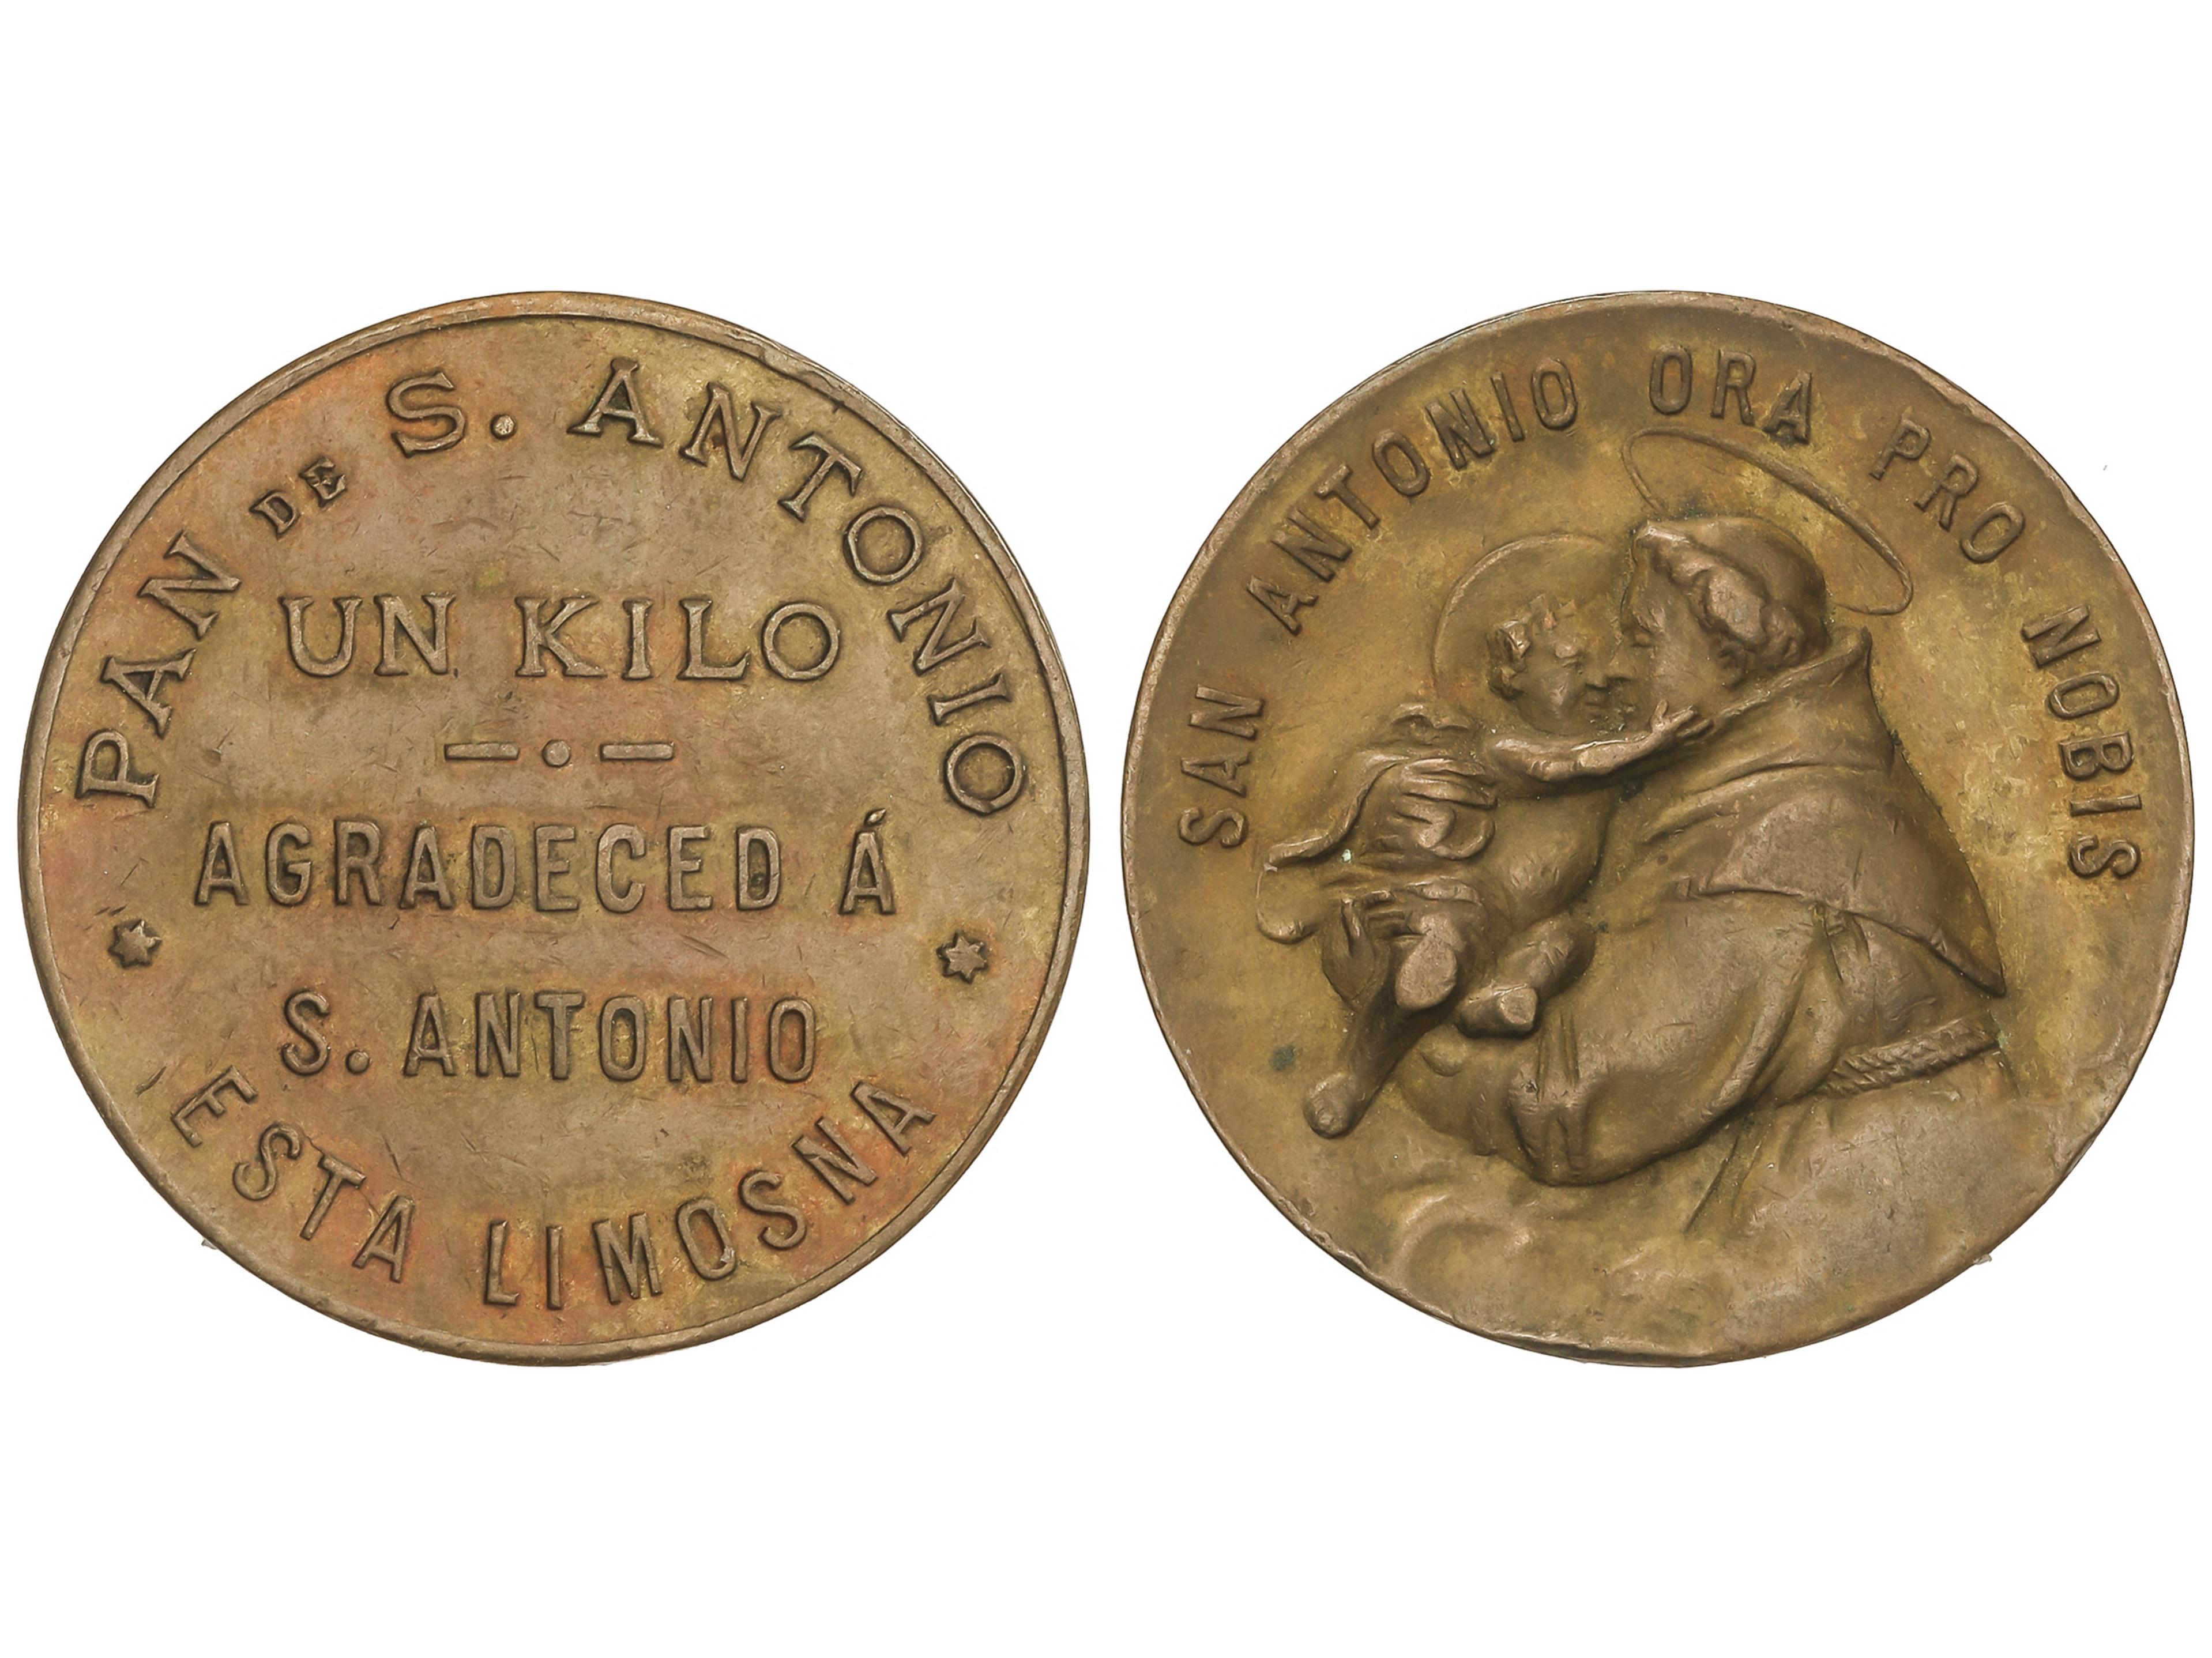 PAN DE S. ANTONIO
UN KILO
AGRADECED Á
S. ANTONIO
ESTA LIMOSNA
SAN ANTONIO ORA PRO NOBIS